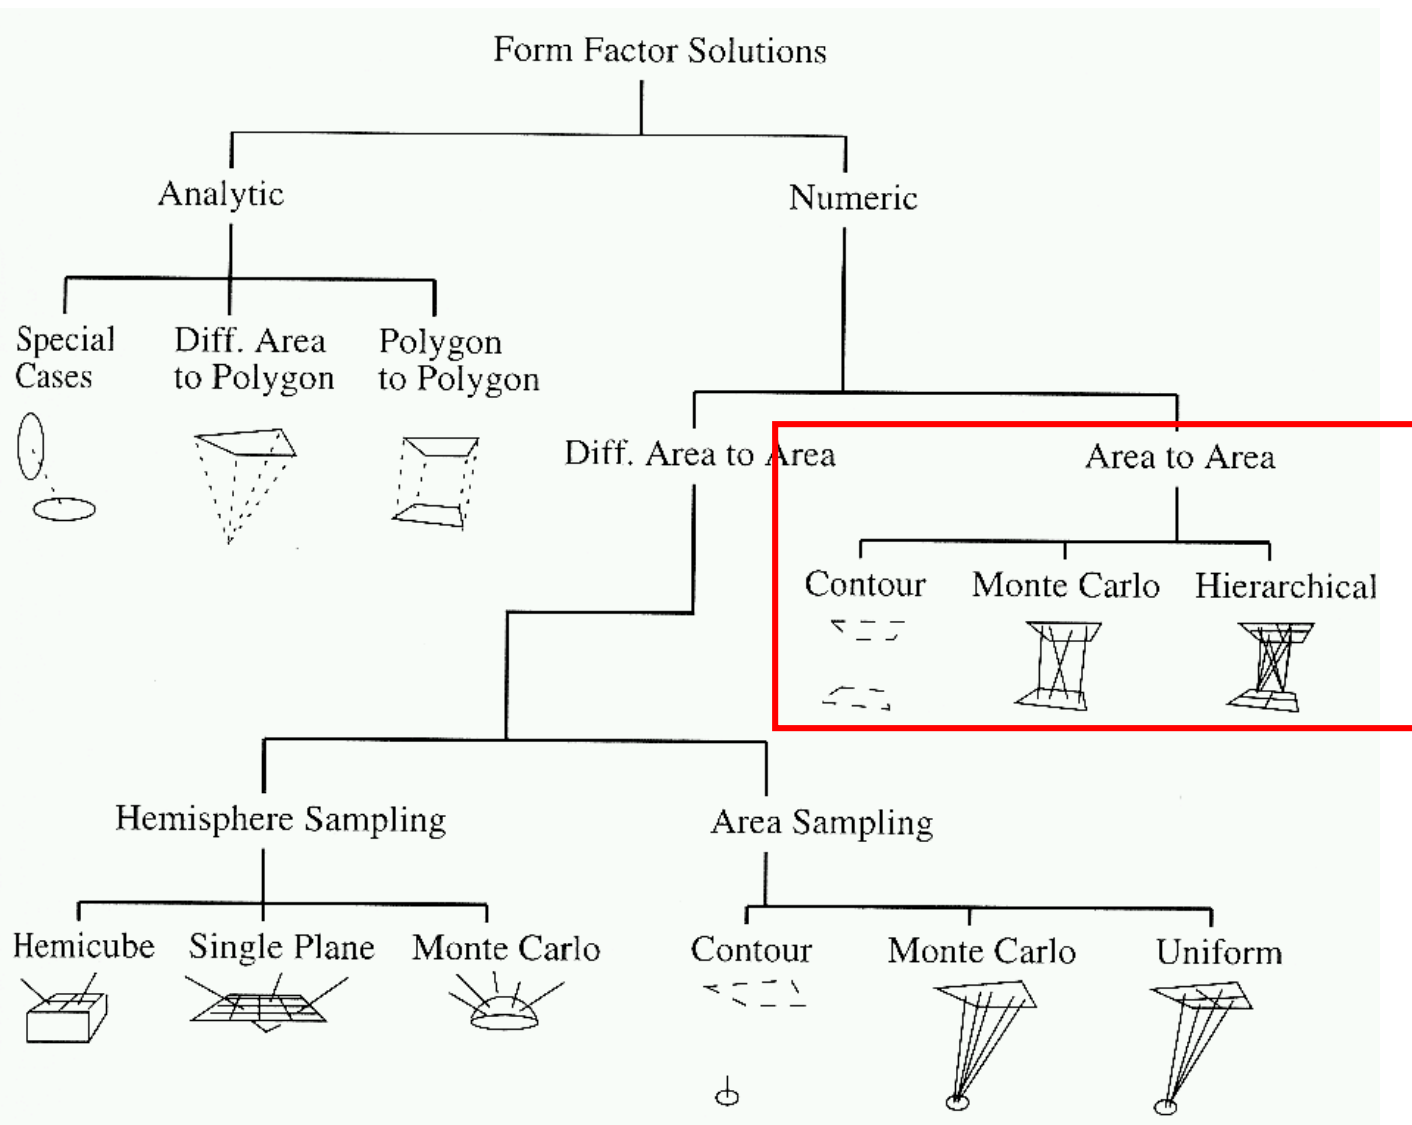 Form Factor Solutions
Analytic
Numeric
Special
Cases
Diff. Area
to Polygon
Polygon
to Polygon
Diff. Area to Area
Area to Area
Contour
Monte Carlo
Hierarchical
Hemisphere Sampling
Area Sampling
Hemicube
Single Plane
Monte Carlo
Contour
Monte Carlo
Uniform